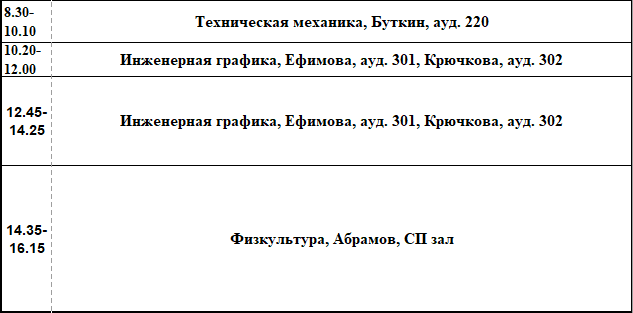 8.30-
10.10
Техническая механика, Буткин, ауд. 220
10.20-
12.00
Инженерная графика, Ефимова, ауд. 301, Крючкова, ауд. 302
12.45-
14.25
Инженерная графика, Ефимова, ауд. 301, Крючкова, ауд. 302
14.35-
16.15
Физкультура, Абрамов, СП зал